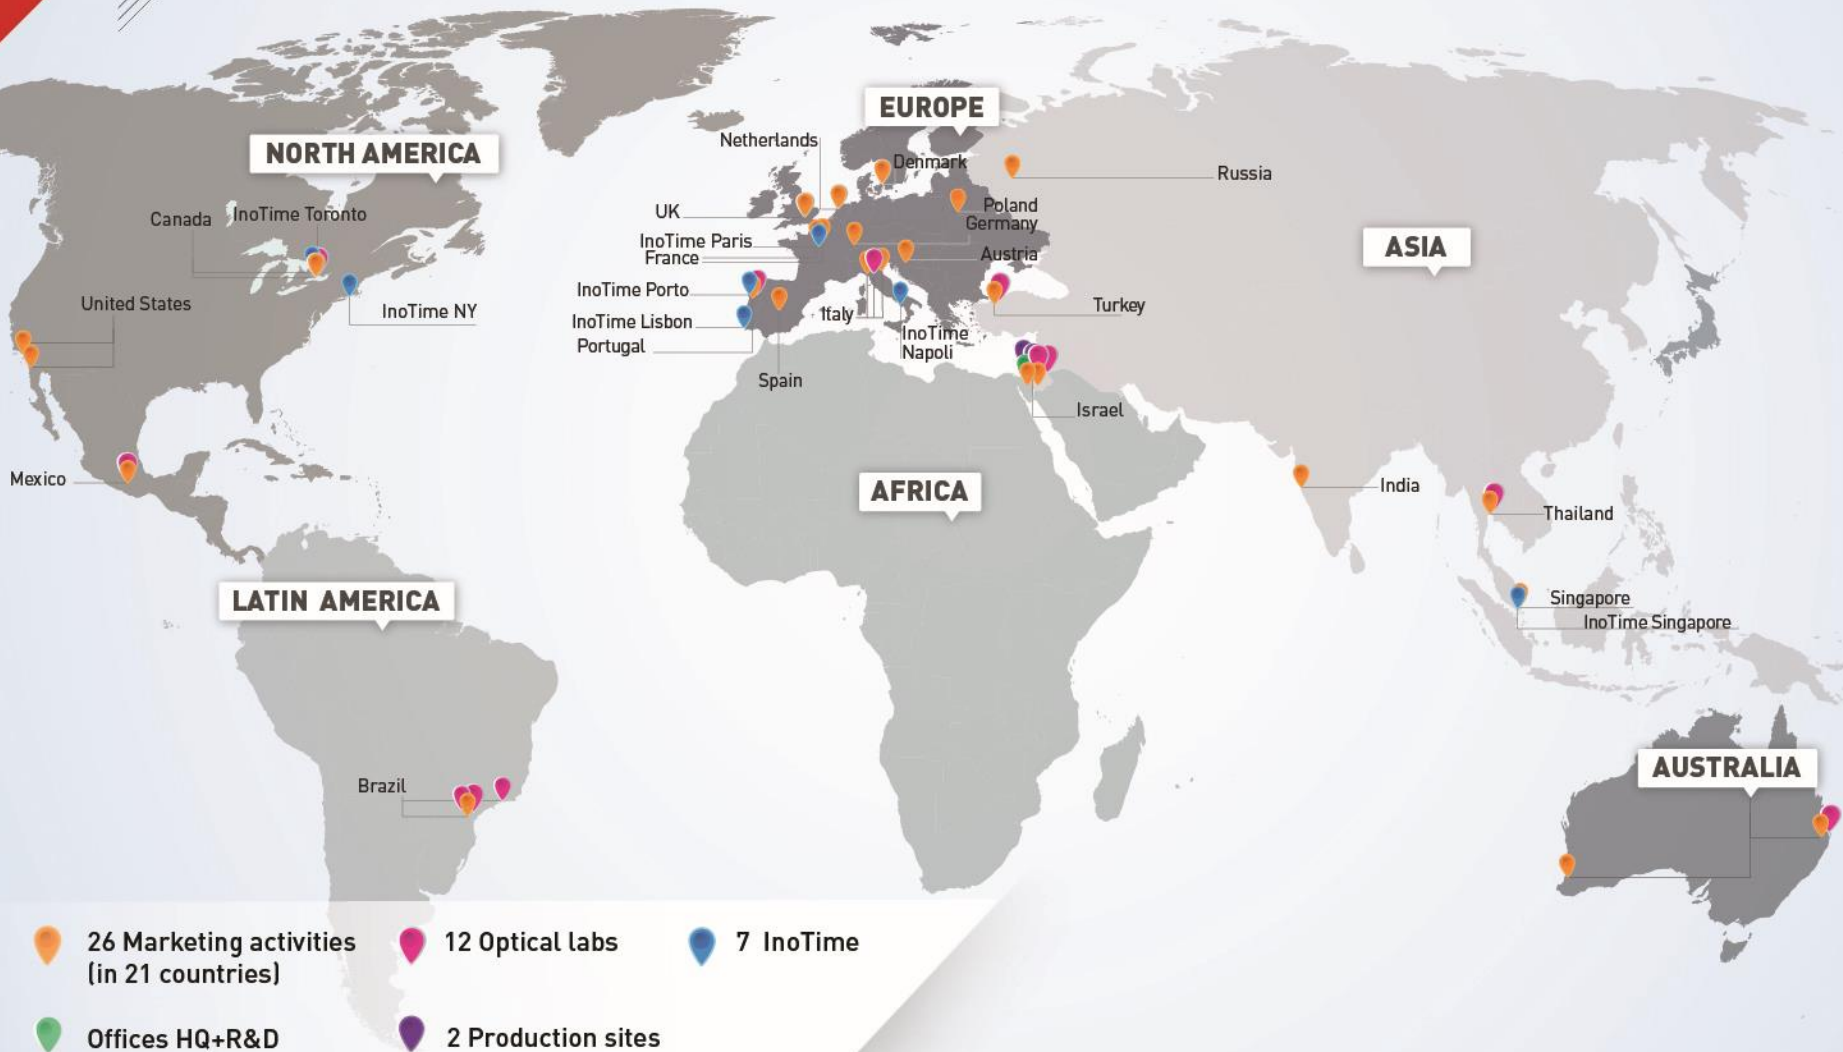 EUROPE
Netherlands
NORTH AMERICA
Denmark
Russia
Canada
InoTime Toronto
UK
Poland
Germany
InoTime Paris
France
Austria
ASIA
InoTime Porto
United States
InoTime NY
Turkey
InoTime Lisbon
Italy
Portugal
InoTime
Napoli
Spain
Israel
Mexico
AFRICA
India
Thailand
LATIN AMERICA
Singapore
InoTime Singapore
AUSTRALIA
Brazil
26 Marketing activities
(in 21 countries)
12 Optical labs
7 InoTime
Offices HQ+R&D
2 Production sites